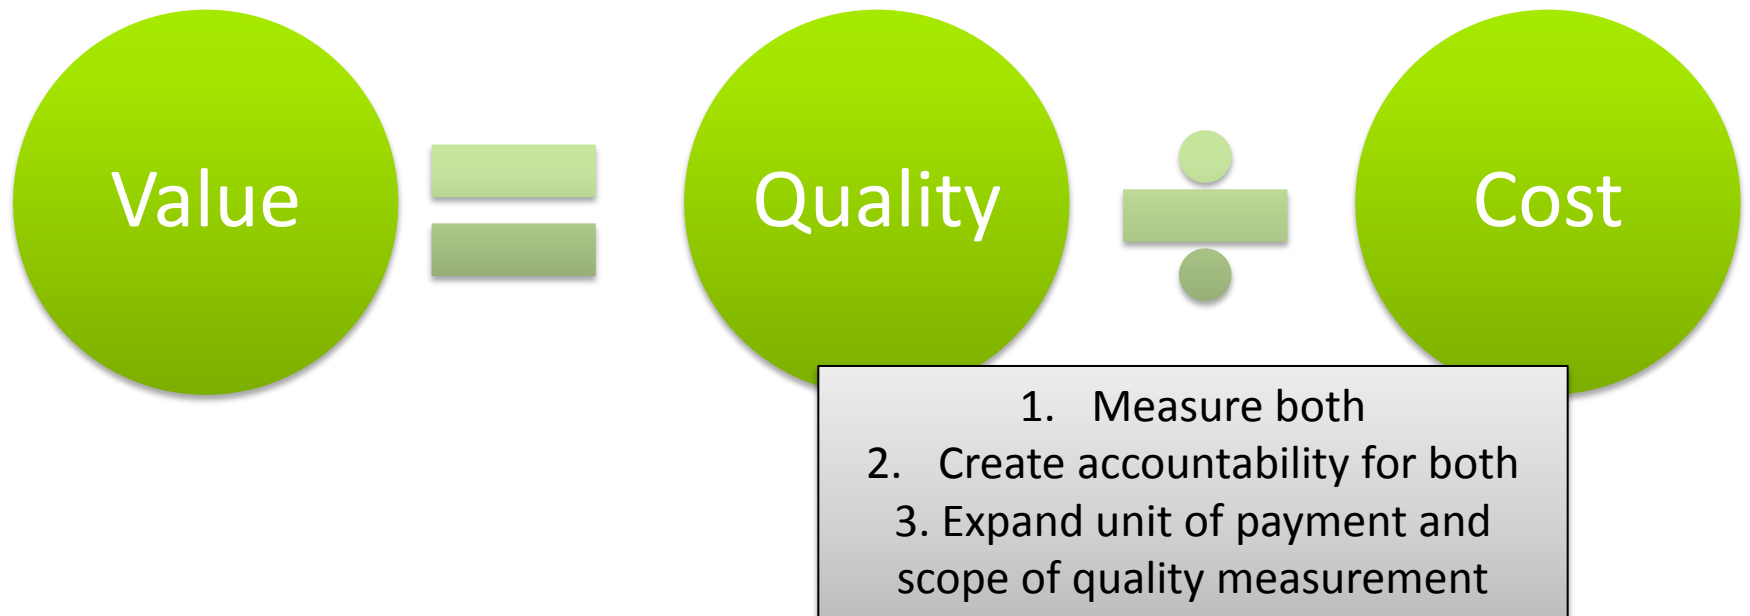 Value
Quality
Cost
1. Measure both
2. Create accountability for both
3. Expand unit of payment and
scope of quality measurement